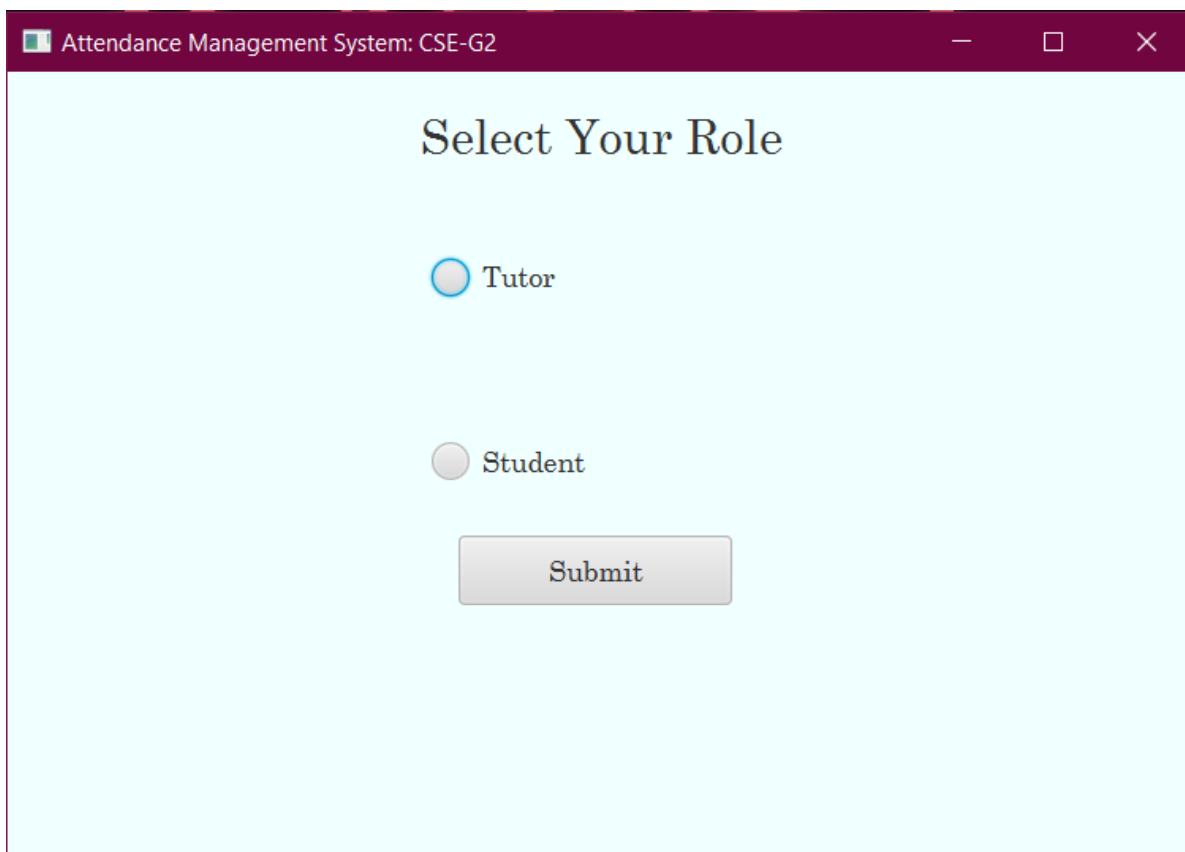 Attendance Management System: CSE-G2
Select Your Role
Tutor
Student
Submit